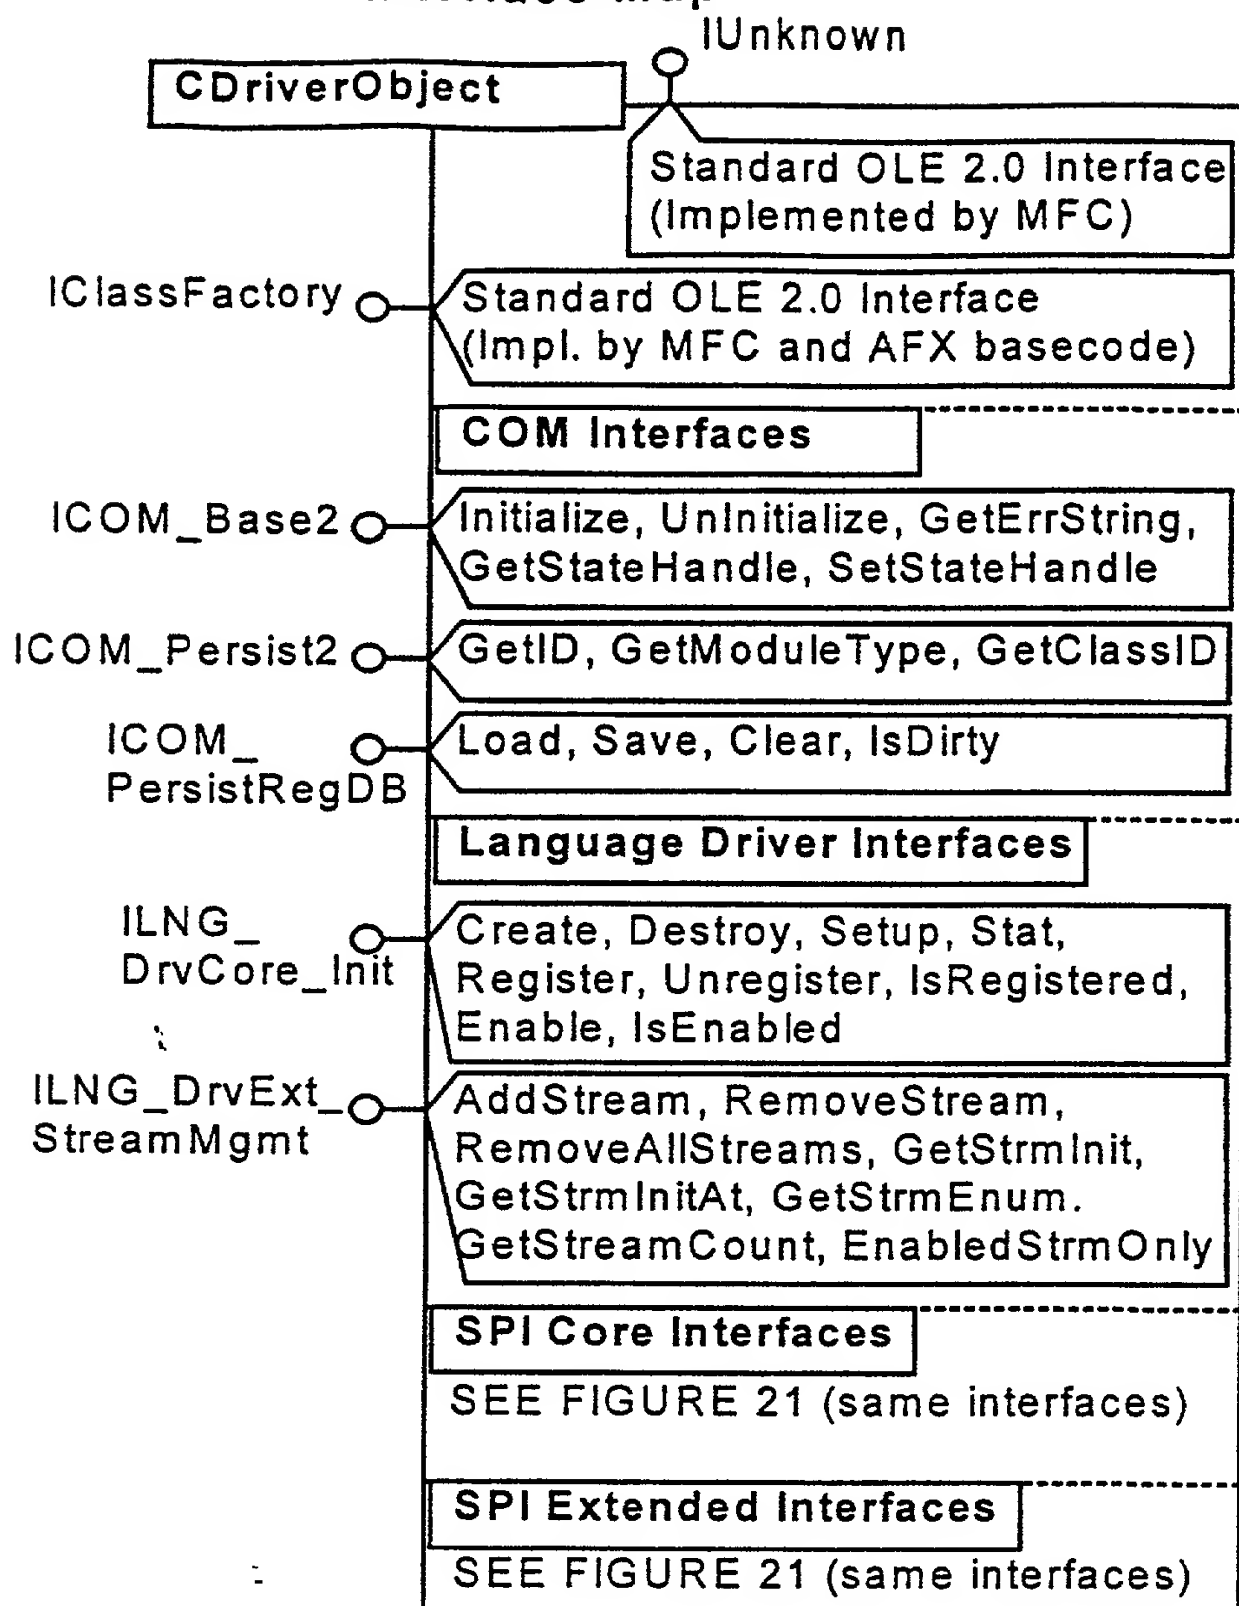 IUnknown
CDriverObject
Standard OLE 2.0 Interface
(Implemented by MFC)
IClassFactory
Standard OLE 2.0 Interface
(Impl. by MFC and AFX basecode)
COM Interfaces
ICOM_Base2
Initialize, UnInitialize, GetErrString,
GetStateHandle, SetStateHandle
ICOM_Persist2
GetID, GetModuleType, GetClassID
ICOM_
PersistRegDB
Load, Save, Clear, IsDirty
Language Driver Interfaces
ILNG_
DrvCore_Init
Create, Destroy, Setup, Stat,
Register, Unregister, IsRegistered,
Enable, IsEnabled
ILNG_DrvExt_
StreamMgmt
AddStream, RemoveStream,
RemoveAllStreams, GetStrmInit,
GetStrmInitAt, GetStrmEnum.
GetStreamCount, EnabledStrmOnly
SPI Core Interfaces
SEE FIGURE 21 (same interfaces)
SPI Extended Interfaces
SEE FIGURE 21 (same interfaces)